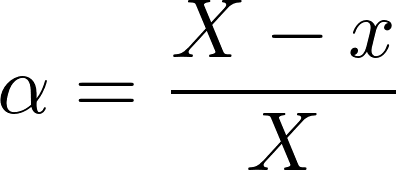 α = (X − x) / X